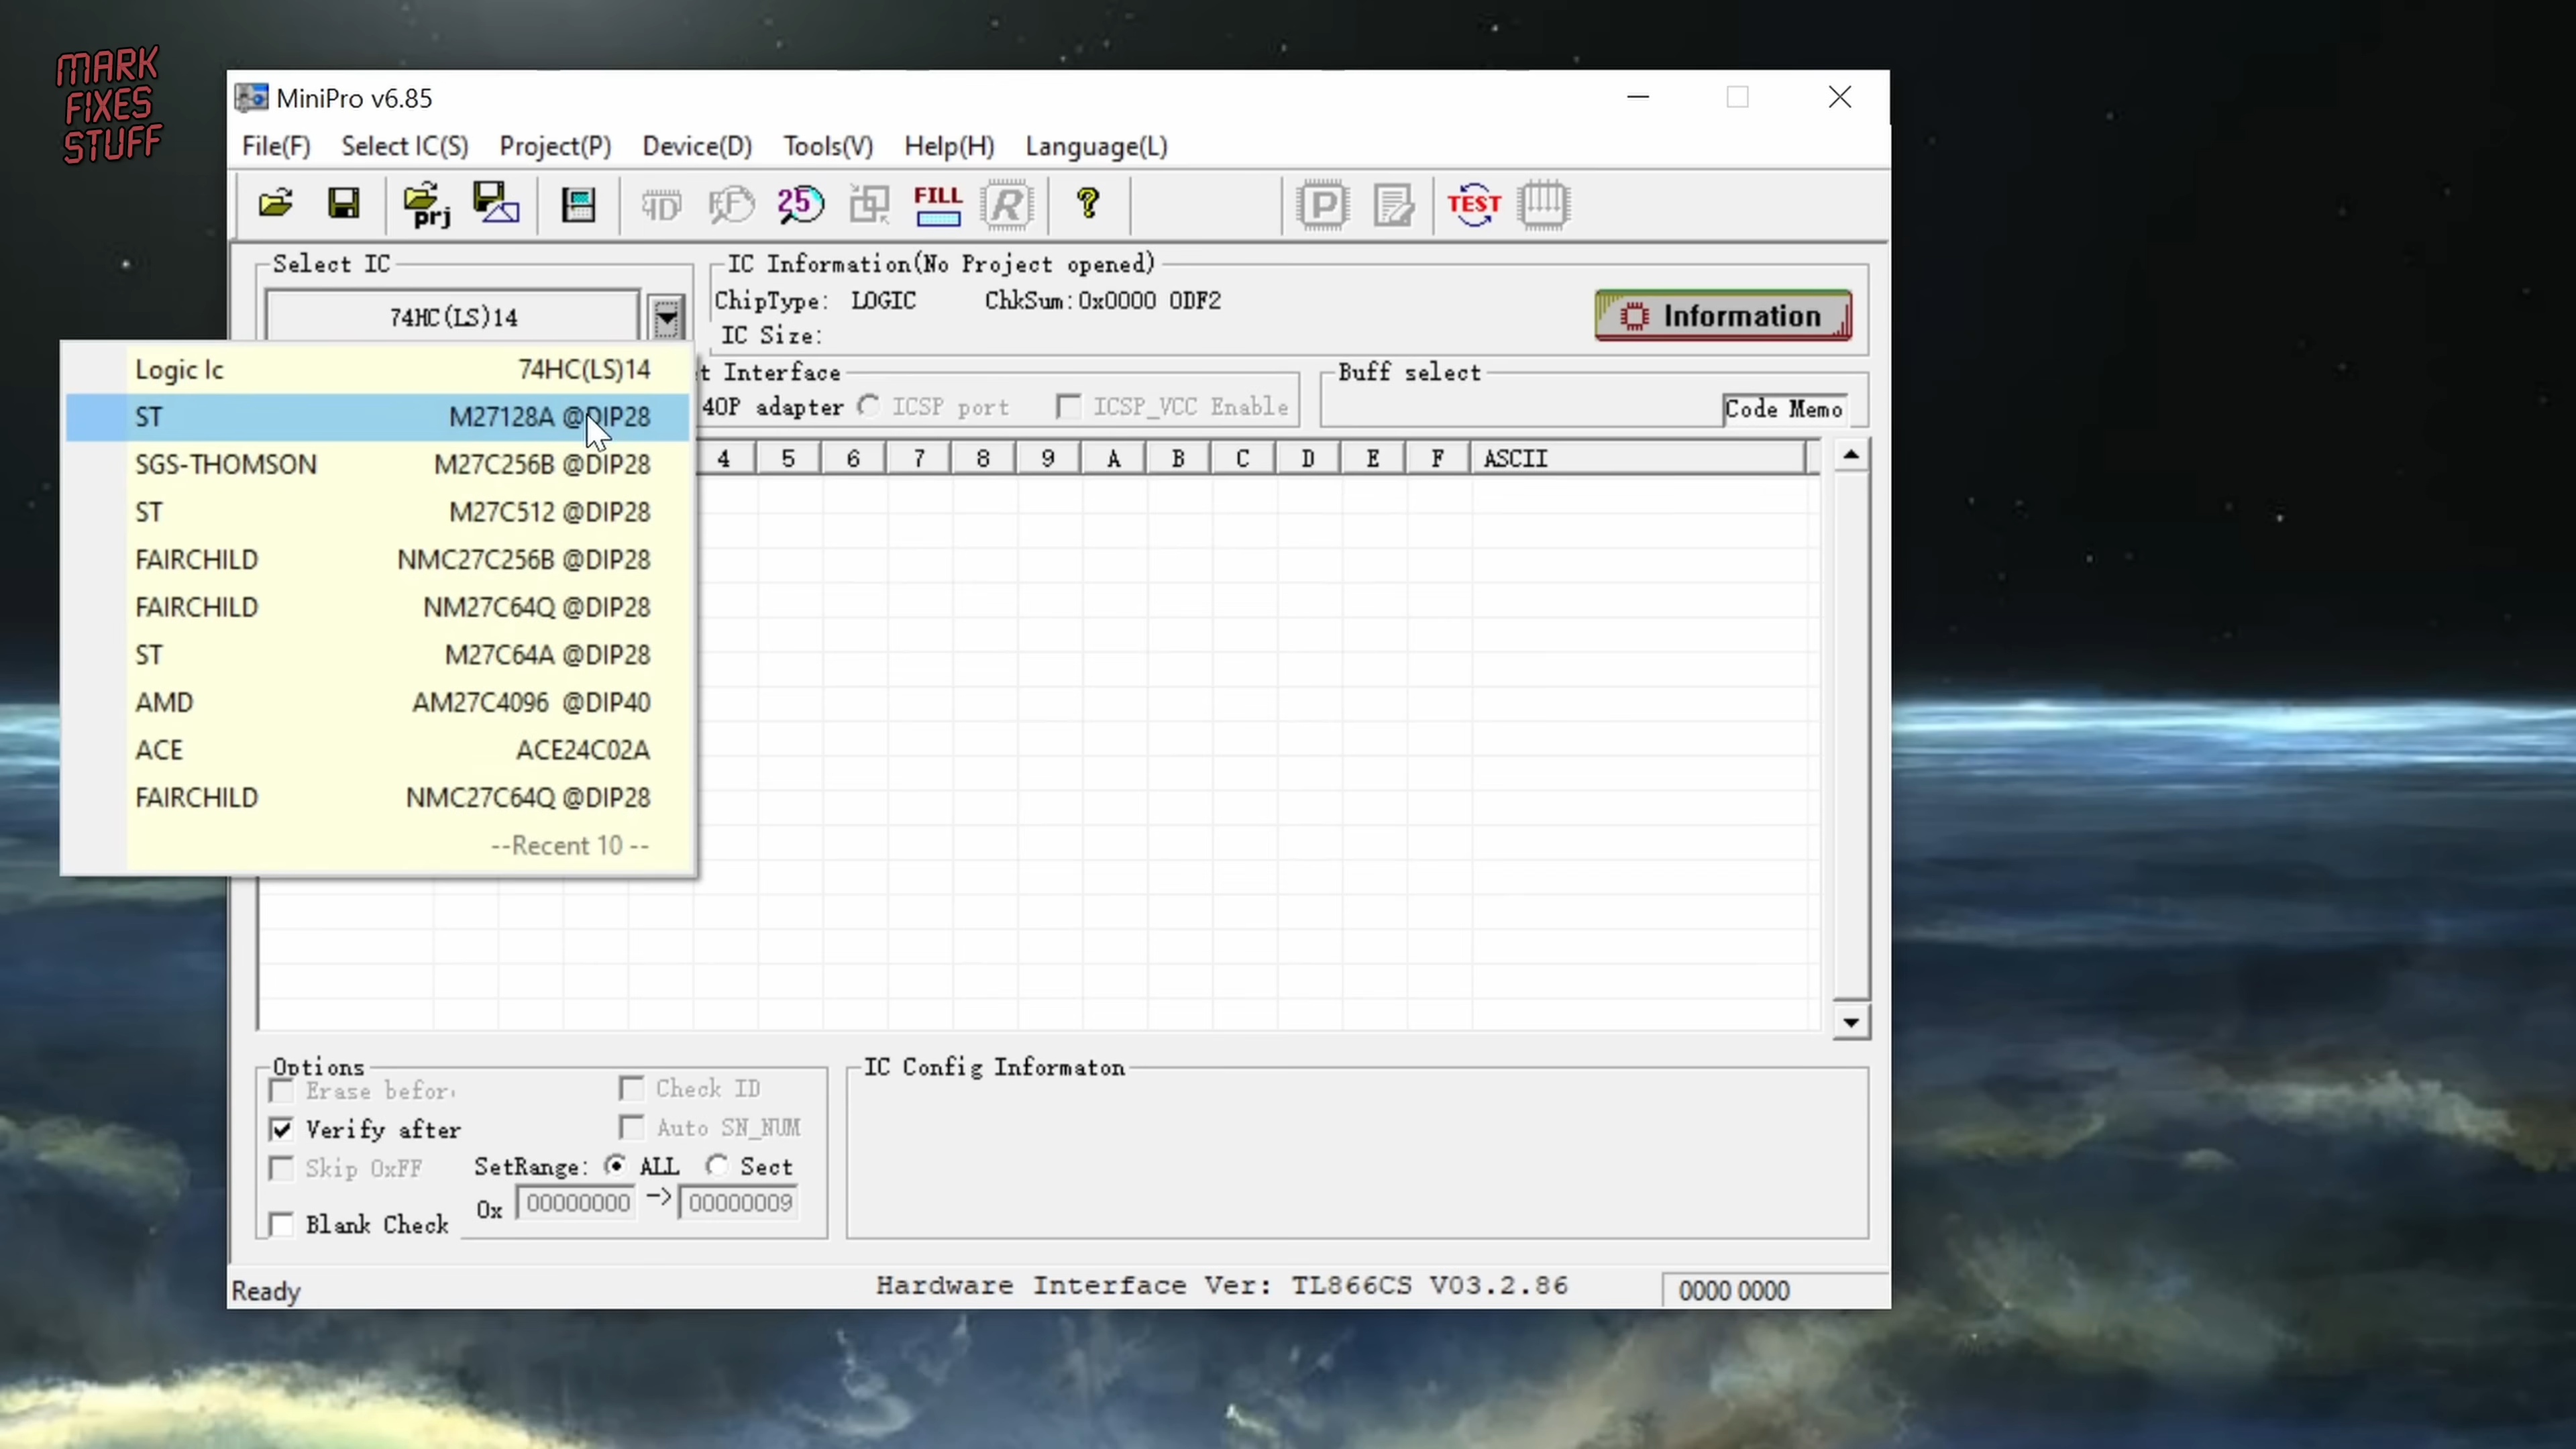 MARK
FIXES
STUFF
MiniPro v6.85
File(F) Select IC(S) Project(P) Device(D) Tools(V) Help(H) Language(L)
prj ID F 25 FILL R ? P TEST
Select IC
74HC(LS)14
IC Information(No Project opened)
ChipType: LOGIC ChkSum:0x0000 0DF2
IC Size:
Information
Logic Ic 74HC(LS)14
ST M27128A @DIP28
SGS-THOMSON M27C256B @DIP28
ST M27C512 @DIP28
FAIRCHILD NMC27C256B @DIP28
FAIRCHILD NM27C64Q @DIP28
ST M27C64A @DIP28
AMD AM27C4096 @DIP40
ACE ACE24C02A
FAIRCHILD NMC27C64Q @DIP28
--Recent 10 --
t Interface
40P adapter ICSP port ICSP_VCC Enable
Buff select
Code Memo
4 5 6 7 8 9 A B C D E F ASCII
Options
Erase befor
Check ID
Verify after
Auto SN_NUM
Skip 0xFF
SetRange: ALL Sect
0x 00000000 -> 00000009
Blank Check
IC Config Informaton
Ready
Hardware Interface Ver: TL866CS V03.2.86
0000 0000